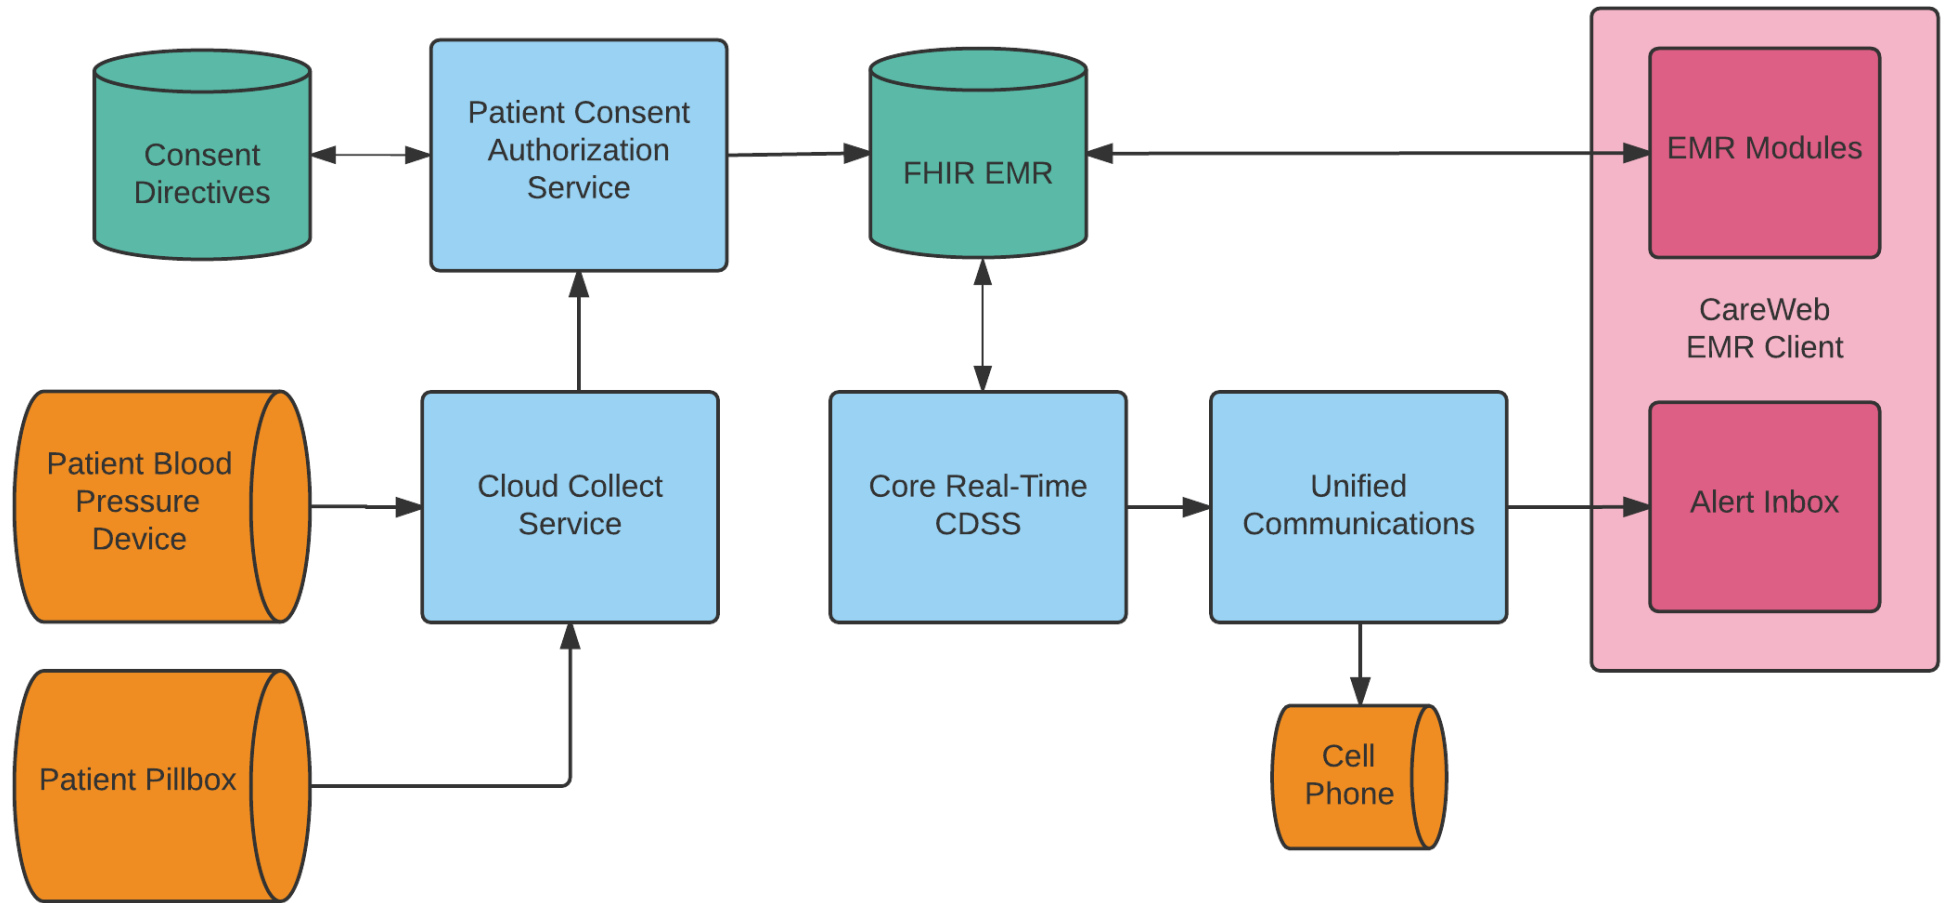 Consent
Directives
Patient Consent
Authorization
Service
FHIR EMR
EMR Modules
CareWeb
EMR Client
Patient Blood
Pressure
Device
Cloud Collect
Service
Core Real-Time
CDSS
Unified
Communications
Alert Inbox
Patient Pillbox
Cell
Phone